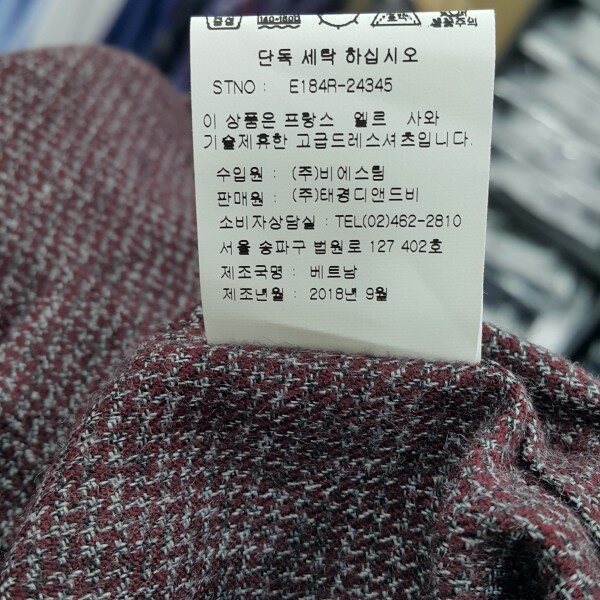 140~160℃
단독 세탁 하십시오
STNO : E184R-24345
이 상품은 프랑스 엘르 사와
기술제휴한 고급드레스셔츠입니다.
수입원 : (주)비에스팀
판매원 : (주)태경디앤드비
소비자상담실 : TEL(02)462-2810
서울 송파구 법원로 127 402호
제조국명 : 베트남
제조년월 : 2018년 9월